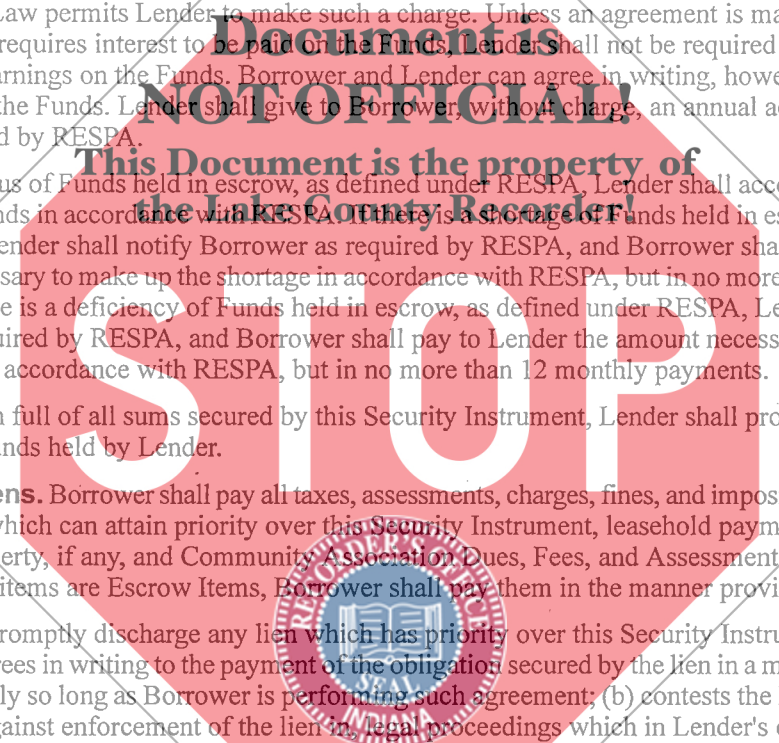 Law permits Lender to make such a charge. Unless an agreement is ma
requires interest to be paid on the Funds, Lender shall not be required
arnings on the Funds. Borrower and Lender can agree in writing, howe
the Funds. Lender shall give to Borrower, without charge, an annual a
d by RESPA.
Document is
NOT OFFICIAL!
This Document is the property of
the Lake County Recorder!
us of Funds held in escrow, as defined under RESPA, Lender shall acc
nds in accordance with RESPA. If there is a shortage of Funds held in es
ender shall notify Borrower as required by RESPA, and Borrower sha
sary to make up the shortage in accordance with RESPA, but in no more
e is a deficiency of Funds held in escrow, as defined under RESPA, Le
uired by RESPA, and Borrower shall pay to Lender the amount necess
accordance with RESPA, but in no more than 12 monthly payments.
STOP
n full of all sums secured by this Security Instrument, Lender shall pro
nds held by Lender.
ens. Borrower shall pay all taxes, assessments, charges, fines, and impos
which can attain priority over this Security Instrument, leasehold paym
erty, if any, and Community Association Dues, Fees, and Assessment
items are Escrow Items, Borrower shall pay them in the manner provi
romptly discharge any lien which has priority over this Security Instru
rees in writing to the payment of the obligation secured by the lien in a m
ly so long as Borrower is performing such agreement; (b) contests the
gainst enforcement of the lien in, legal proceedings which in Lender's
RECORDER'S OFFICE
SEAL
INDIANA